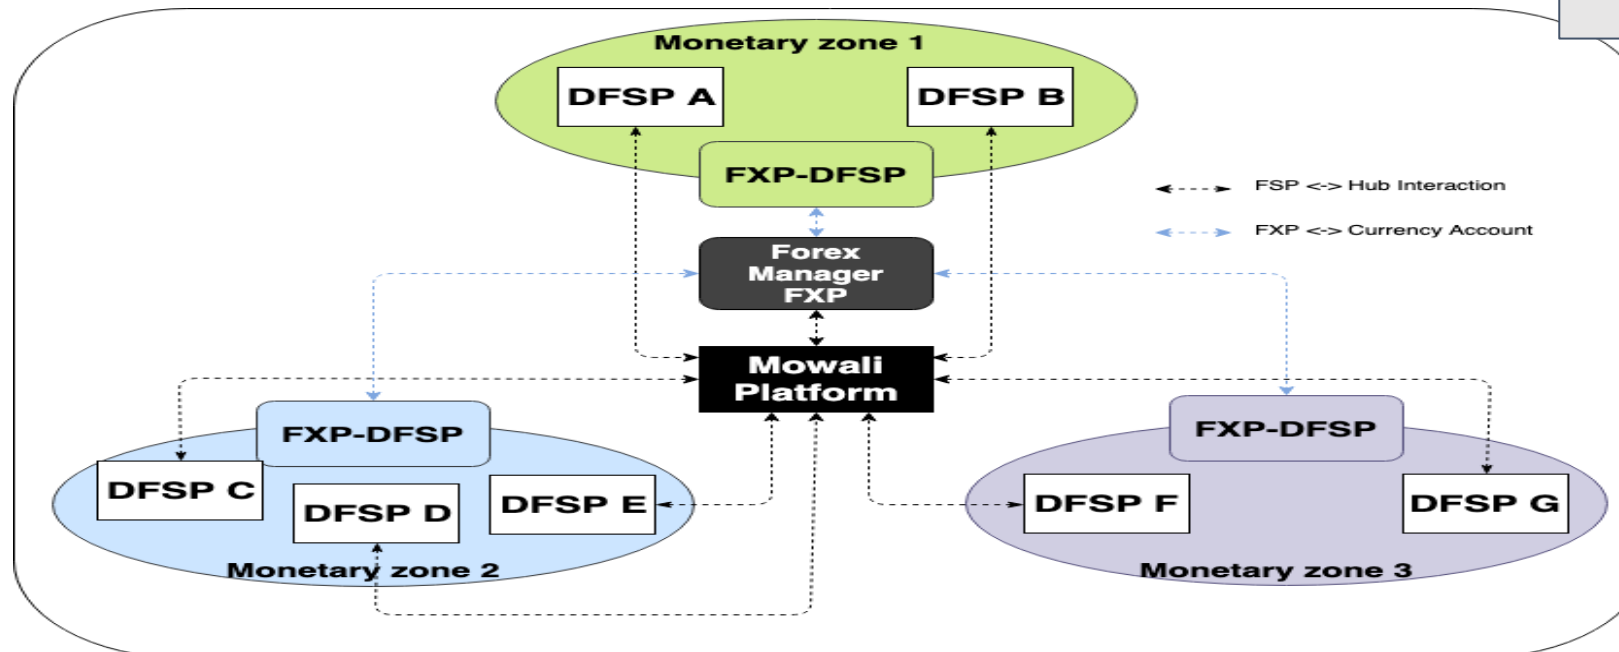 Monetary zone 1
DFSP A
DFSP B
FXP-DFSP
FSP <-> Hub Interaction
FXP <-> Currency Account
Forex
Manager
FXP
Mowali
Platform
FXP-DFSP
DFSP C
DFSP D
DFSP E
Monetary zone 2
FXP-DFSP
DFSP F
DFSP G
Monetary zone 3